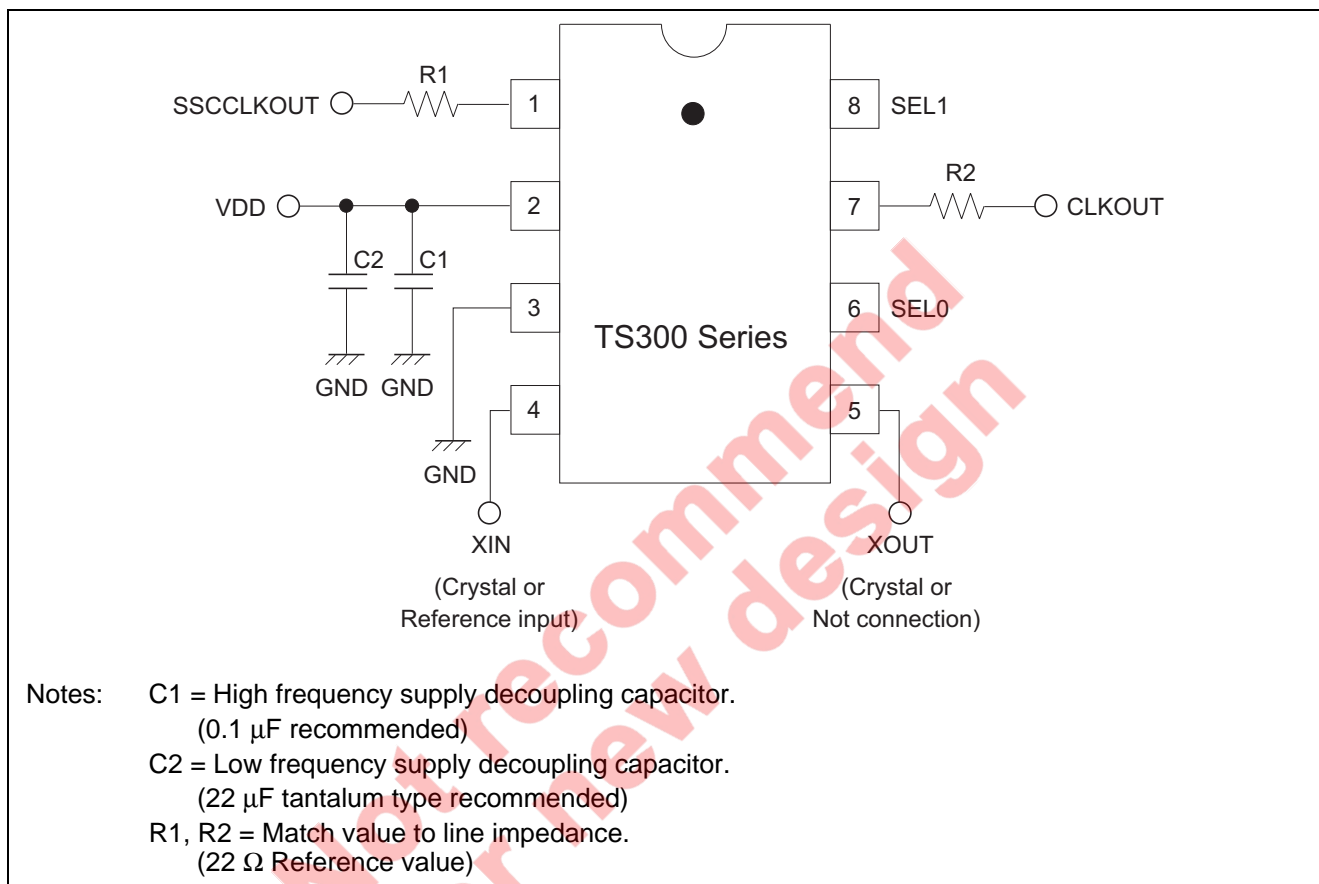 R1
SSCCLKOUT
1
8
SEL1
R2
VDD
2
7
CLKOUT
C2
C1
3
6
SEL0
TS300 Series
GND
GND
4
5
GND
XIN
XOUT
(Crystal or
Reference input)
(Crystal or
Not connection)
Notes: C1 = High frequency supply decoupling capacitor.
(0.1 μF recommended)
C2 = Low frequency supply decoupling capacitor.
(22 μF tantalum type recommended)
R1, R2 = Match value to line impedance.
(22 Ω Reference value)
Not recommend
new design